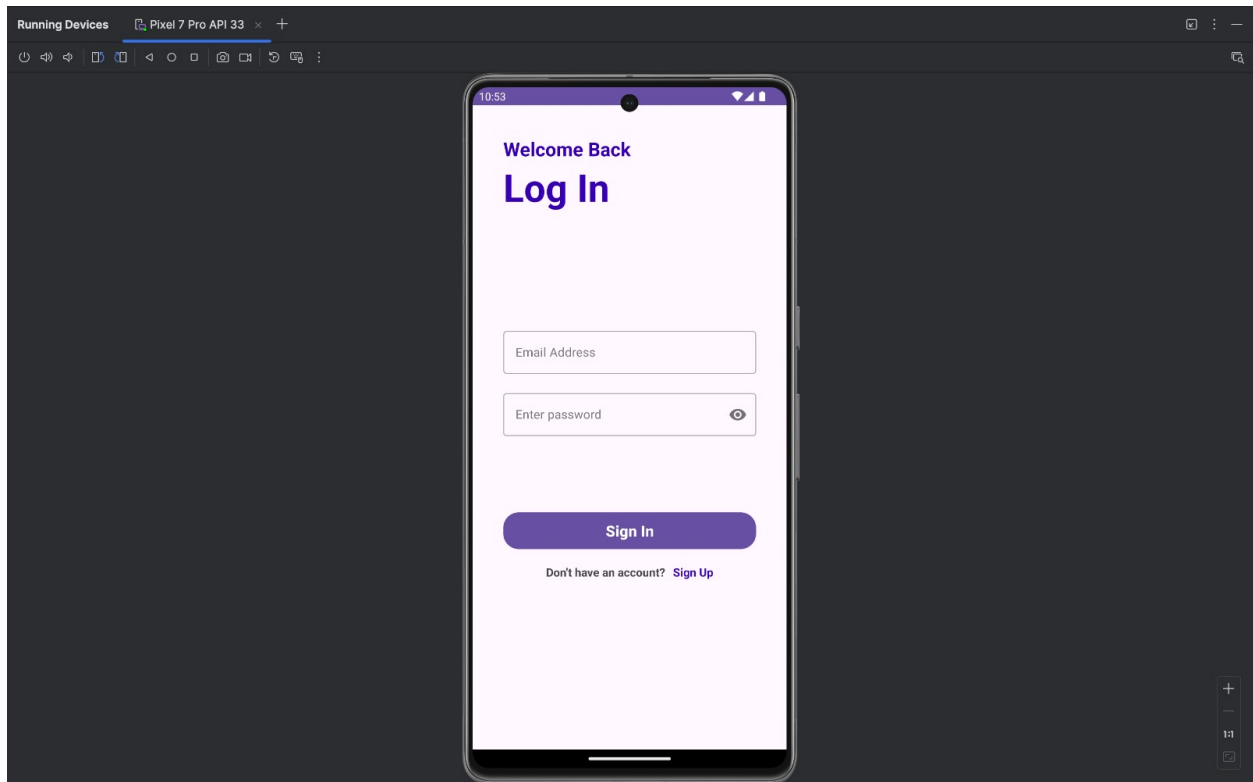 Running Devices Pixel 7 Pro API 33
10:53
Welcome Back
Log In
Email Address
Enter password
Sign In
Don't have an account? Sign Up
1:1